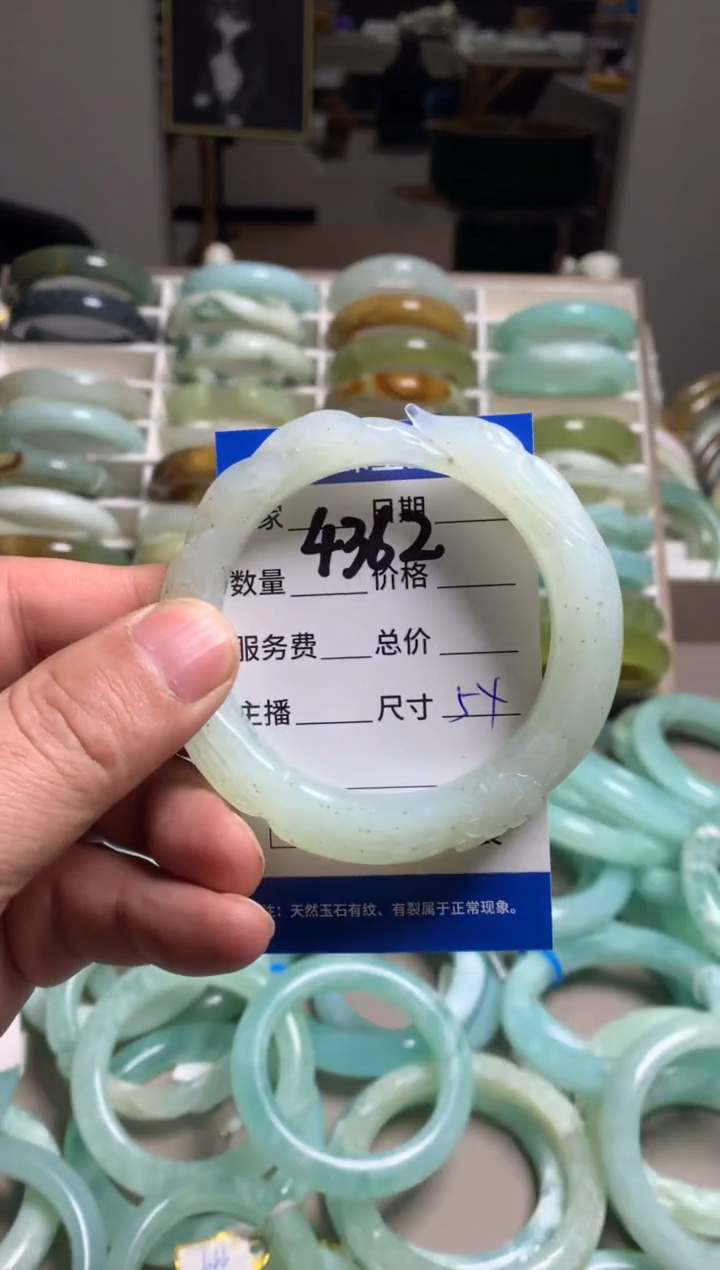 家 日期
4362
数量 价格
服务费 总价
主播 尺寸 54
注：天然玉石有纹、有裂属于正常现象。